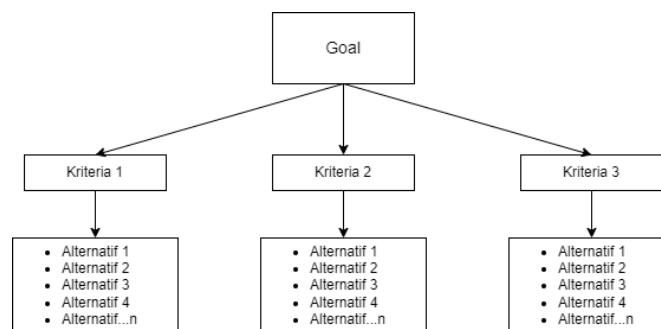 Goal
Kriteria 1
Kriteria 2
Kriteria 3
• Alternatif 1
• Alternatif 2
• Alternatif 3
• Alternatif 4
• Alternatif...n
• Alternatif 1
• Alternatif 2
• Alternatif 3
• Alternatif 4
• Alternatif...n
• Alternatif 1
• Alternatif 2
• Alternatif 3
• Alternatif 4
• Alternatif...n